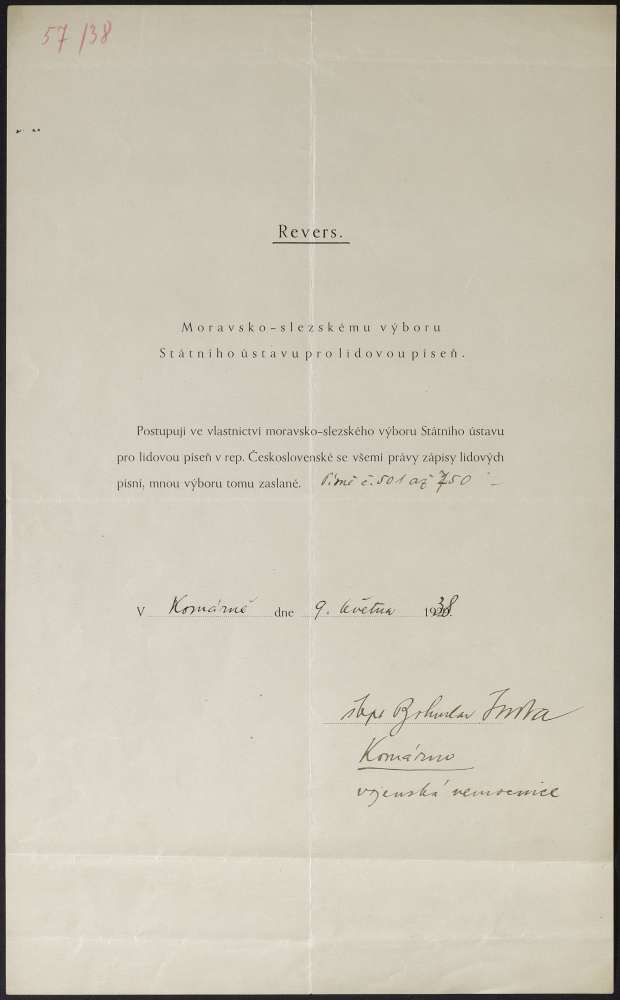 57/38
Revers.
Moravsko-slezskému výboru
Státního ústavu pro lidovou píseň.
Postupuji ve vlastnictví moravsko-slezského výboru Státního ústavu
pro lidovou píseň v rep. Československé se všemi právy zápisy lidových
písní, mnou výboru tomu zaslané. Písně č. 501 až 750
V Komárně dne 9. května 1938.
Bohuslav
Komárno
vojenská nemocnice